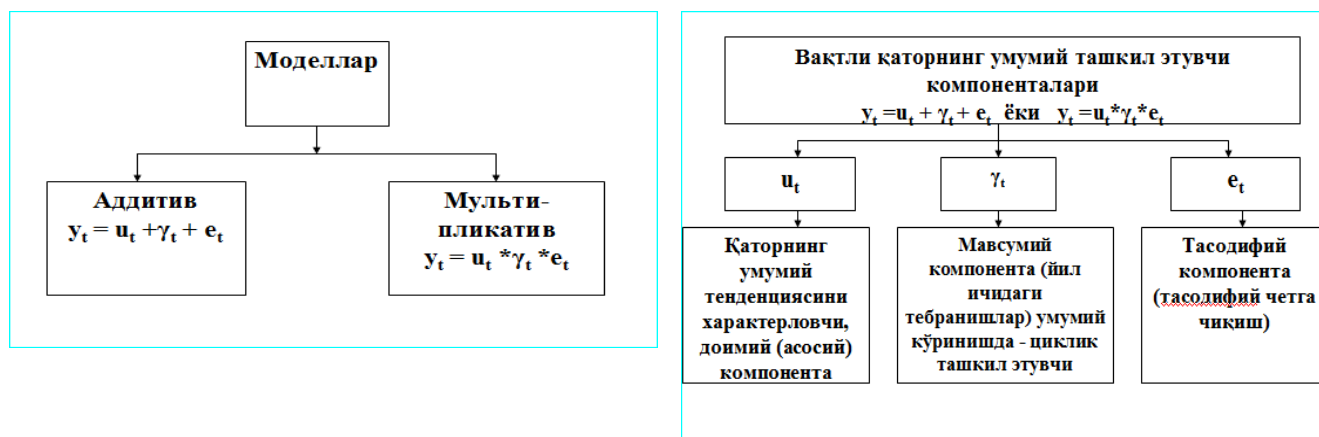 Моделлар
Аддитив
yₜ = uₜ +γₜ + eₜ
Мульти-
пликатив
yₜ = uₜ *γₜ *eₜ
Вақтли қаторнинг умумий ташкил этувчи
компоненталари
yₜ =uₜ + γₜ + eₜ ёки yₜ=uₜ*γₜ*eₜ
uₜ
γₜ
eₜ
Қаторнинг
умумий
тенденциясини
характерловчи,
доимий (асосий)
компонента
Мавсумий
компонента (йил
ичидаги
тебранишлар) умумий
кўринишда - циклик
ташкил этувчи
Тасодифий
компонента
(тасодифий четга
чиқиш)